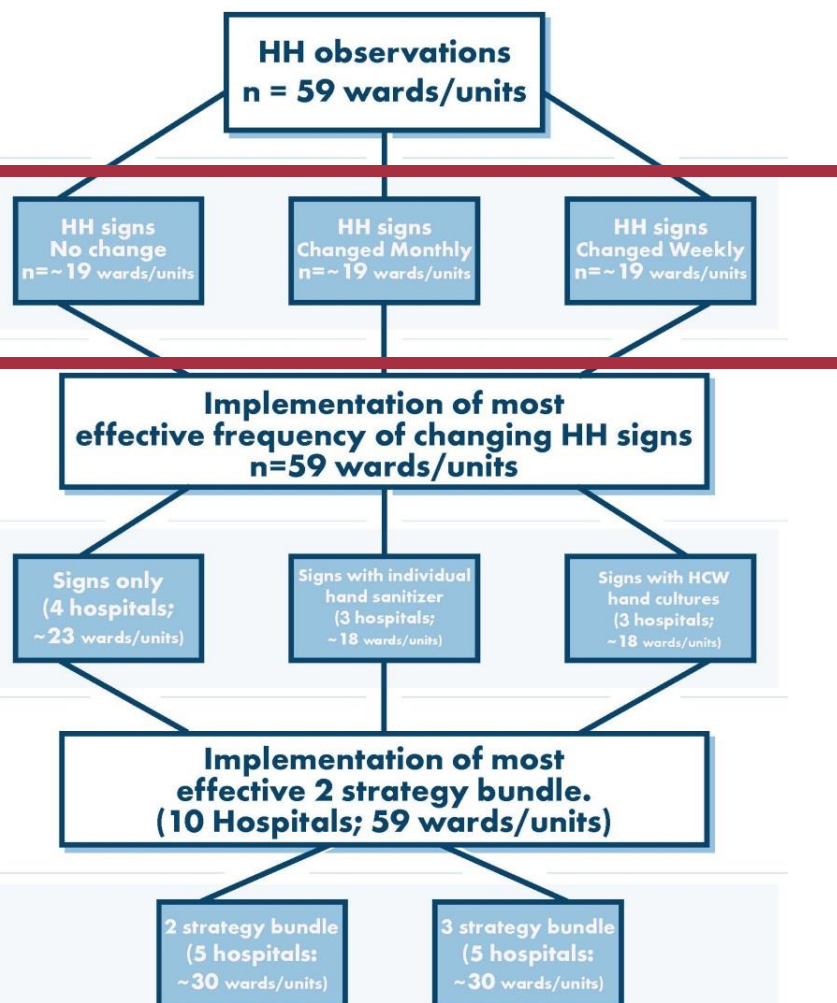 HH observations
n = 59 wards/units
HH signs
No change
n=~19 wards/units
HH signs
Changed Monthly
n=~19 wards/units
HH signs
Changed Weekly
n=~19 wards/units
Implementation of most
effective frequency of changing HH signs
n=59 wards/units
Signs only
(4 hospitals;
~23 wards/units)
Signs with individual
hand sanitizer
(3 hospitals;
~18 wards/units)
Signs with HCW
hand cultures
(3 hospitals;
~18 wards/units)
Implementation of most
effective 2 strategy bundle.
(10 Hospitals; 59 wards/units)
2 strategy bundle
(5 hospitals:
~30 wards/units)
3 strategy bundle
(5 hospitals:
~30 wards/units)